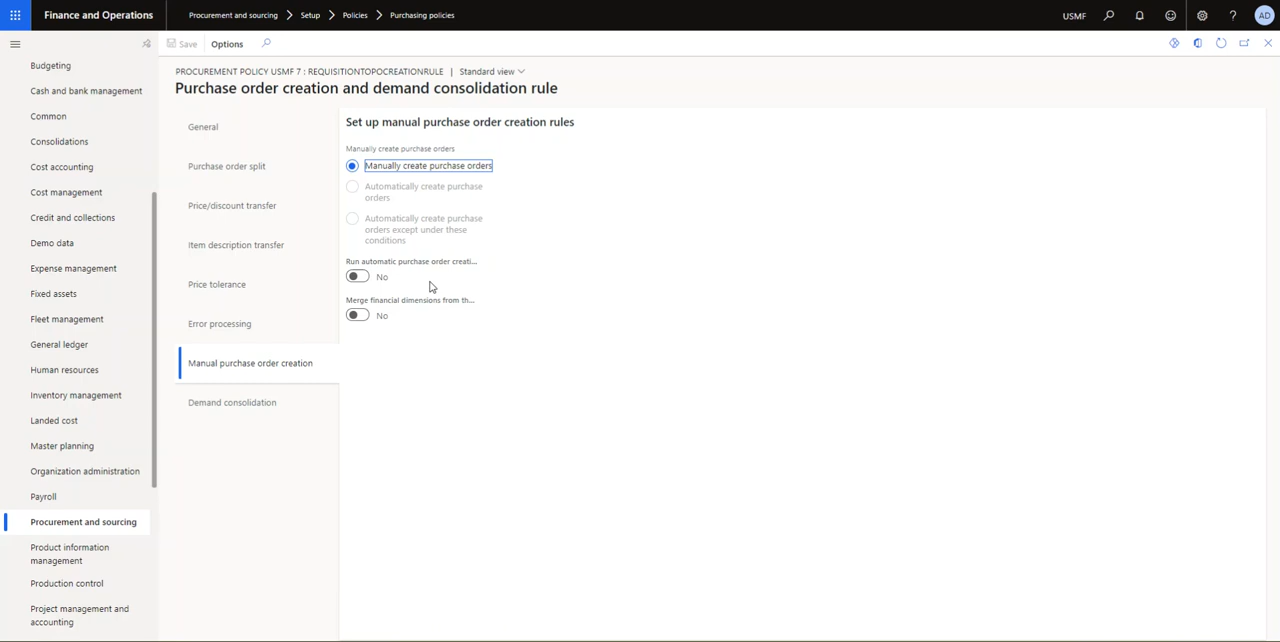 Finance and Operations
Procurement and sourcing
Setup
Policies
Purchasing policies
USMF
AD
Save
Options
Budgeting
Cash and bank management
Common
Consolidations
Cost accounting
Cost management
Credit and collections
Demo data
Expense management
Fixed assets
Fleet management
General ledger
Human resources
Inventory management
Landed cost
Master planning
Organization administration
Payroll
Procurement and sourcing
Product information
management
Production control
Project management and
accounting
PROCUREMENT POLICY USMF 7 : REQUISITIONTOPOCREATIONRULE | Standard view
Purchase order creation and demand consolidation rule
General
Purchase order split
Price/discount transfer
Item description transfer
Price tolerance
Error processing
Manual purchase order creation
Demand consolidation
Set up manual purchase order creation rules
Manually create purchase orders
Manually create purchase orders
Automatically create purchase
orders
Automatically create purchase
orders except under these
conditions
Run automatic purchase order creati...
No
Merge financial dimensions from th...
No